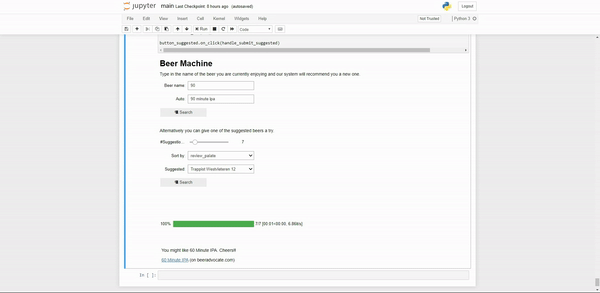 jupyter main Last Checkpoint: 8 hours ago (autosaved) Logout
File Edit View Insert Cell Kernel Widgets Help Not Trusted Python 3
Run Code
button_suggested.on_click(handle_submit_suggested)
Beer Machine
Type in the name of the beer you are currently enjoying and our system will recommend you a new one.
Beer name: 90
Auto: 90 minute Ipa
Search
Alternatively you can give one of the suggested beers a try.
#Suggestio… 7
Sort by: review_palate
Suggested: Trappist Westvleteren 12
Search
100% 7/7 [00:01<00:00, 6.86it/s]
You might like 60 Minute IPA. Cheers!!
60 Minute IPA (on beeradvocate.com)
In [ ]: